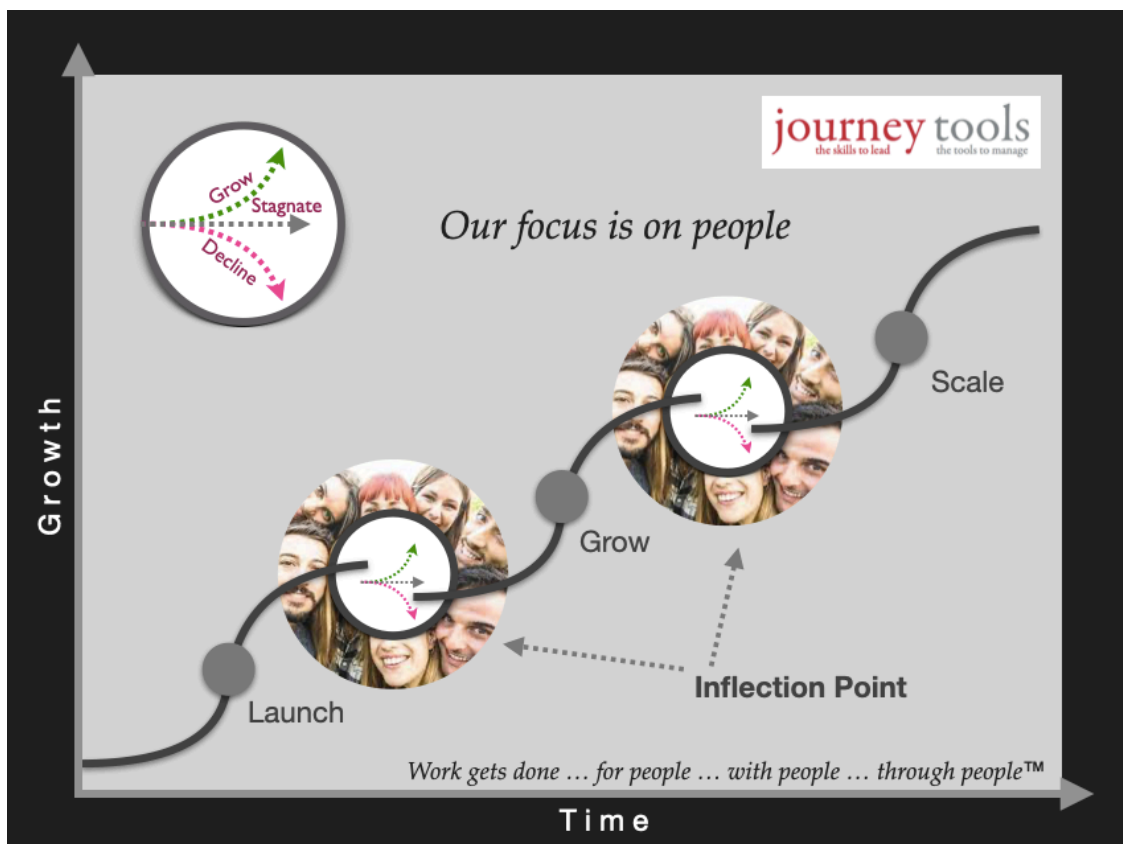 journey tools
the skills to lead the tools to manage
Grow
Stagnate
Decline
Our focus is on people
Scale
Growth
Grow
Inflection Point
Launch
Work gets done … for people … with people … through people™
Time